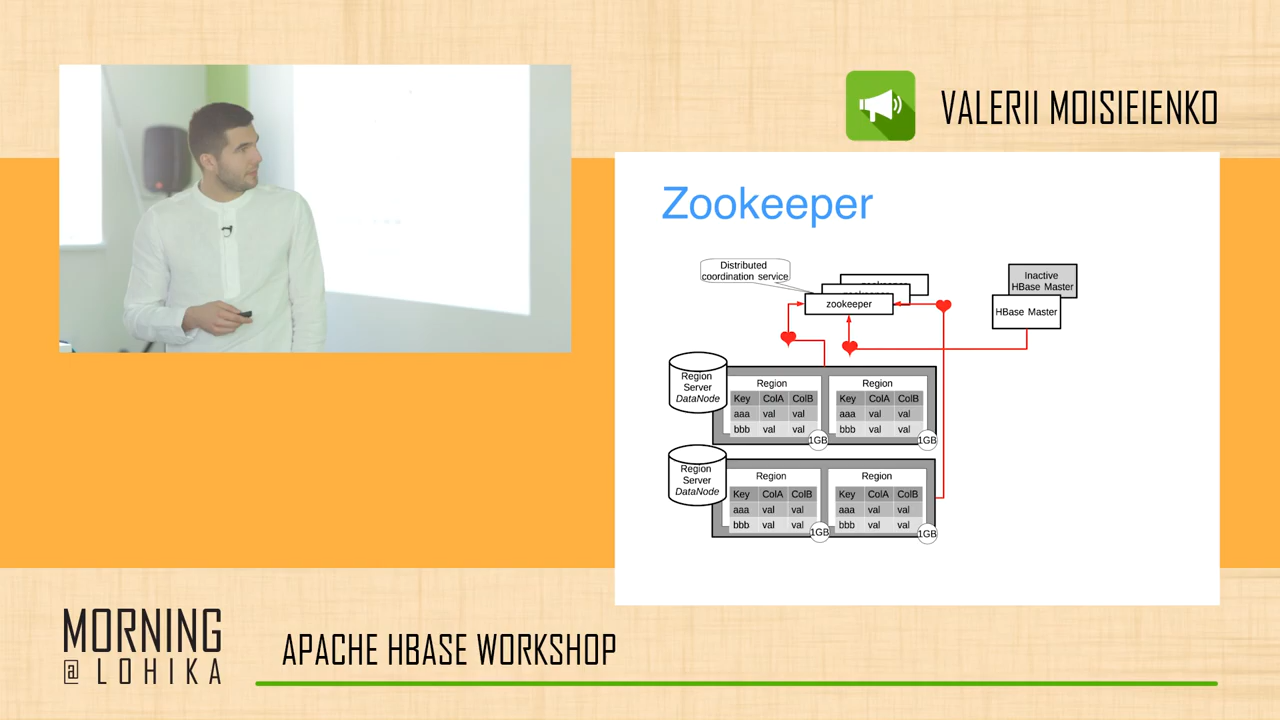 VALERII MOISIEIENKO
Zookeeper
Distributed
coordination service
zookeeper
zookeeper
zookeeper
Inactive
HBase Master
HBase Master
Region
Server
DataNode
Region
Key ColA ColB
aaa val val
bbb val val
1GB
Region
Key ColA ColB
aaa val val
bbb val val
1GB
Region
Server
DataNode
Region
Key ColA ColB
aaa val val
bbb val val
1GB
Region
Key ColA ColB
aaa val val
bbb val val
1GB
MORNING
@ LOHIKA
APACHE HBASE WORKSHOP